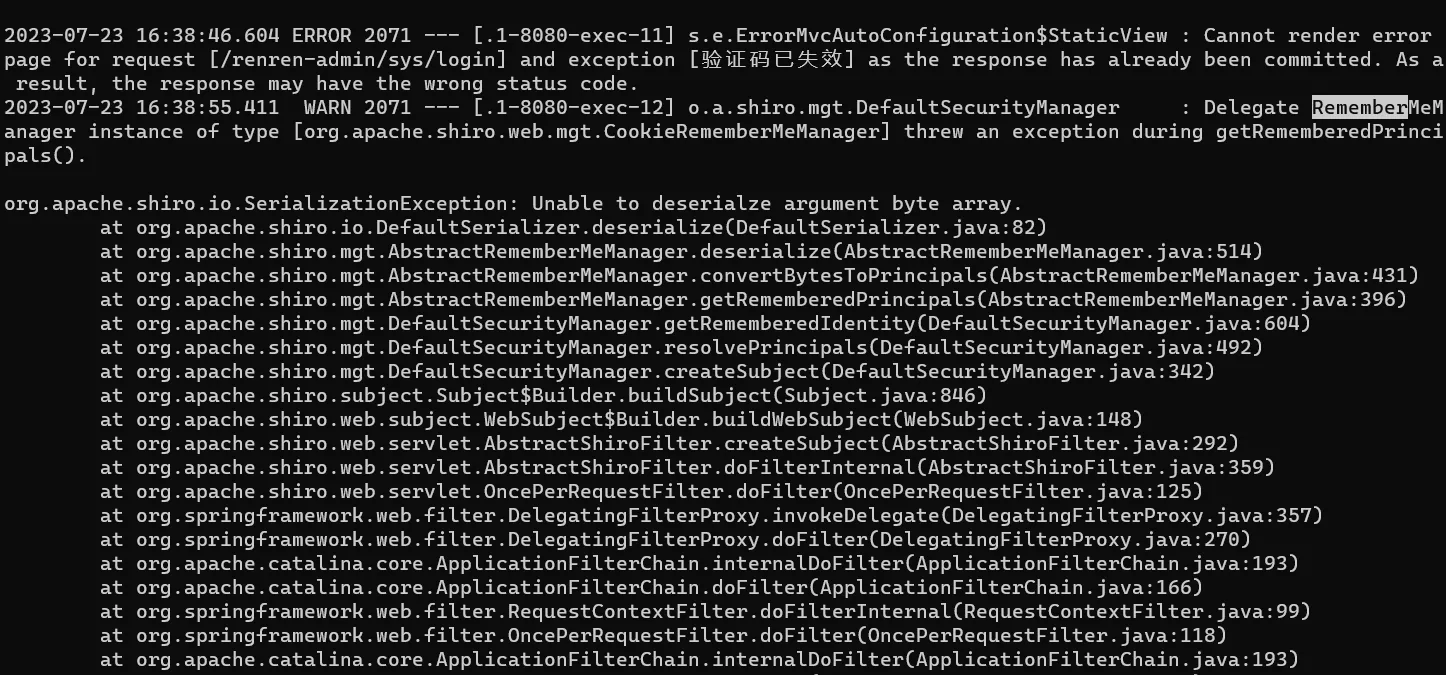 2023-07-23 16:38:46.604 ERROR 2071 --- [.1-8080-exec-11] s.e.ErrorMvcAutoConfiguration$StaticView : Cannot render error
page for request [/renren-admin/sys/login] and exception [验证码已失效] as the response has already been committed. As a
result, the response may have the wrong status code.
2023-07-23 16:38:55.411  WARN 2071 --- [.1-8080-exec-12] o.a.shiro.mgt.DefaultSecurityManager     : Delegate RememberMeM
anager instance of type [org.apache.shiro.web.mgt.CookieRememberMeManager] threw an exception during getRememberedPrinci
pals().
org.apache.shiro.io.SerializationException: Unable to deserialze argument byte array.
at org.apache.shiro.io.DefaultSerializer.deserialize(DefaultSerializer.java:82)
at org.apache.shiro.mgt.AbstractRememberMeManager.deserialize(AbstractRememberMeManager.java:514)
at org.apache.shiro.mgt.AbstractRememberMeManager.convertBytesToPrincipals(AbstractRememberMeManager.java:431)
at org.apache.shiro.mgt.AbstractRememberMeManager.getRememberedPrincipals(AbstractRememberMeManager.java:396)
at org.apache.shiro.mgt.DefaultSecurityManager.getRememberedIdentity(DefaultSecurityManager.java:604)
at org.apache.shiro.mgt.DefaultSecurityManager.resolvePrincipals(DefaultSecurityManager.java:492)
at org.apache.shiro.mgt.DefaultSecurityManager.createSubject(DefaultSecurityManager.java:342)
at org.apache.shiro.subject.Subject$Builder.buildSubject(Subject.java:846)
at org.apache.shiro.web.subject.WebSubject$Builder.buildWebSubject(WebSubject.java:148)
at org.apache.shiro.web.servlet.AbstractShiroFilter.createSubject(AbstractShiroFilter.java:292)
at org.apache.shiro.web.servlet.AbstractShiroFilter.doFilterInternal(AbstractShiroFilter.java:359)
at org.apache.shiro.web.servlet.OncePerRequestFilter.doFilter(OncePerRequestFilter.java:125)
at org.springframework.web.filter.DelegatingFilterProxy.invokeDelegate(DelegatingFilterProxy.java:357)
at org.springframework.web.filter.DelegatingFilterProxy.doFilter(DelegatingFilterProxy.java:270)
at org.apache.catalina.core.ApplicationFilterChain.internalDoFilter(ApplicationFilterChain.java:193)
at org.apache.catalina.core.ApplicationFilterChain.doFilter(ApplicationFilterChain.java:166)
at org.springframework.web.filter.RequestContextFilter.doFilterInternal(RequestContextFilter.java:99)
at org.springframework.web.filter.OncePerRequestFilter.doFilter(OncePerRequestFilter.java:118)
at org.apache.catalina.core.ApplicationFilterChain.internalDoFilter(ApplicationFilterChain.java:193)